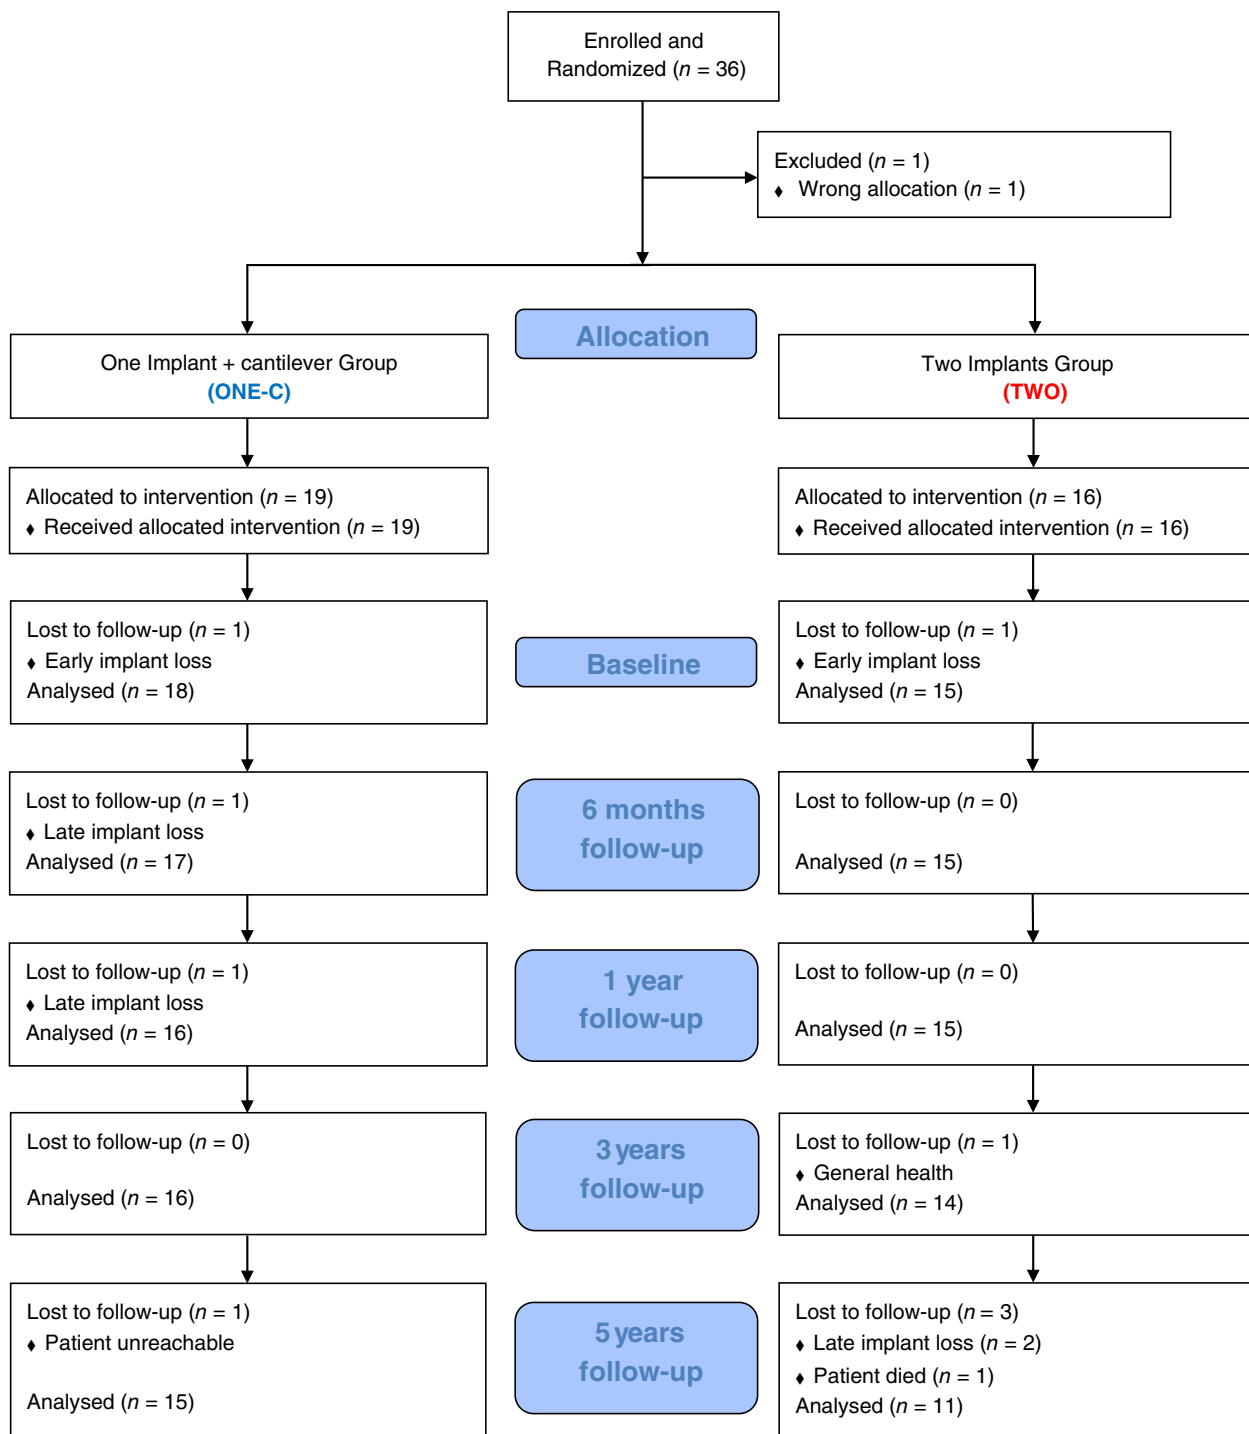 Enrolled and
Randomized (n = 36)
Excluded (n = 1)
♦ Wrong allocation (n = 1)
Allocation
One Implant + cantilever Group
(ONE-C)
Two Implants Group
(TWO)
Allocated to intervention (n = 19)
♦ Received allocated intervention (n = 19)
Allocated to intervention (n = 16)
♦ Received allocated intervention (n = 16)
Lost to follow-up (n = 1)
♦ Early implant loss
Analysed (n = 18)
Baseline
Lost to follow-up (n = 1)
♦ Early implant loss
Analysed (n = 15)
Lost to follow-up (n = 1)
♦ Late implant loss
Analysed (n = 17)
6 months
follow-up
Lost to follow-up (n = 0)
Analysed (n = 15)
Lost to follow-up (n = 1)
♦ Late implant loss
Analysed (n = 16)
1 year
follow-up
Lost to follow-up (n = 0)
Analysed (n = 15)
Lost to follow-up (n = 0)
Analysed (n = 16)
3 years
follow-up
Lost to follow-up (n = 1)
♦ General health
Analysed (n = 14)
Lost to follow-up (n = 1)
♦ Patient unreachable
Analysed (n = 15)
5 years
follow-up
Lost to follow-up (n = 3)
♦ Late implant loss (n = 2)
♦ Patient died (n = 1)
Analysed (n = 11)